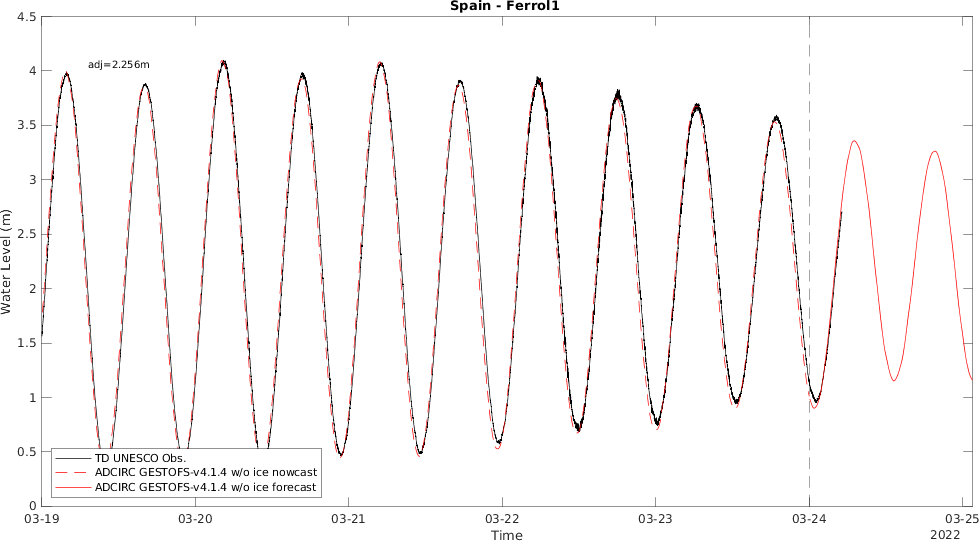 Spain - Ferrol1
4.5
4
3.5
3
2.5
2
1.5
1
0.5
0
Water Level (m)
adj=2.256m
TD UNESCO Obs.
ADCIRC GESTOFS-v4.1.4 w/o ice nowcast
ADCIRC GESTOFS-v4.1.4 w/o ice forecast
03-19 03-20 03-21 03-22 03-23 03-24 03-25
Time
2022